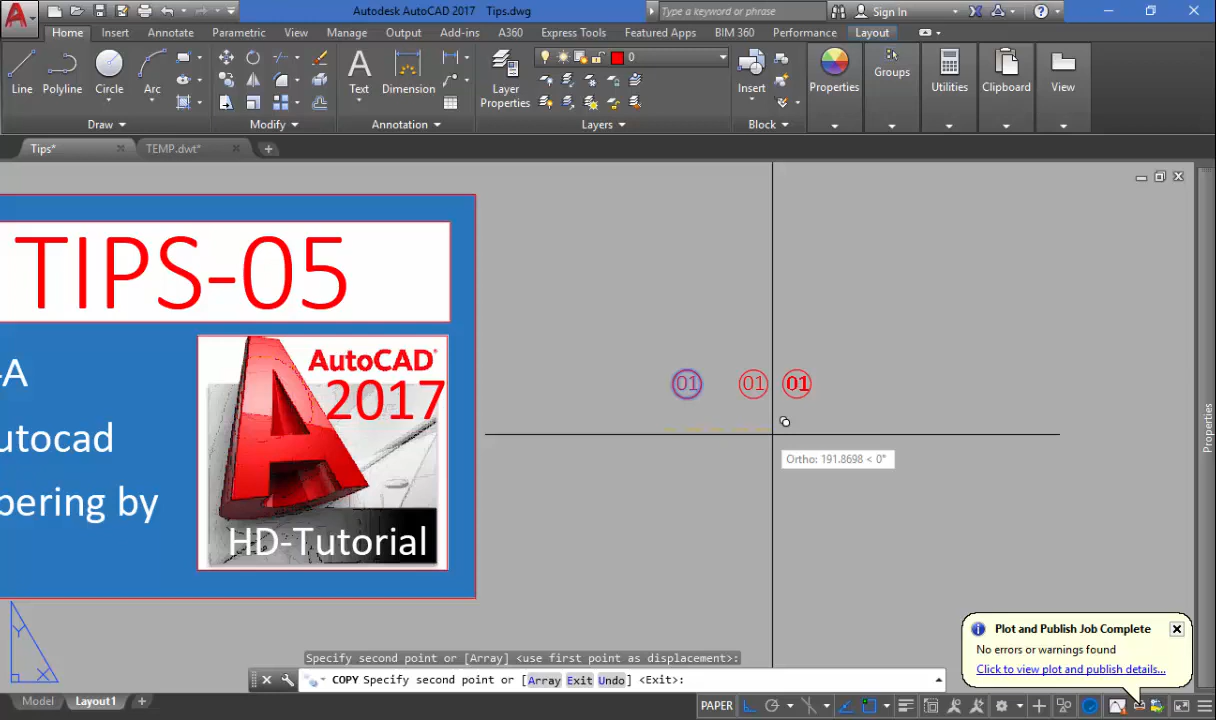 Autodesk AutoCAD 2017 Tips.dwg
Type a keyword or phrase
Sign In
Home Insert Annotate Parametric View Manage Output Add-ins A360 Express Tools Featured Apps BIM 360 Performance Layout
0
Line Polyline Circle Arc
Text Dimension
Layer Properties
Insert
Properties Groups Utilities Clipboard View
Draw Modify Annotation Layers Block
Tips* TEMP.dwt*
TIPS-05
-A
utocad
pering by
AutoCAD
2017
HD-Tutorial
01 01 01
Ortho: 191.8698 < 0°
Properties
Y
X
Plot and Publish Job Complete
No errors or warnings found
Click to view plot and publish details...
Specify second point or [Array] <use first point as displacement>:
COPY Specify second point or [Array Exit Undo] <Exit>:
Model Layout1
PAPER